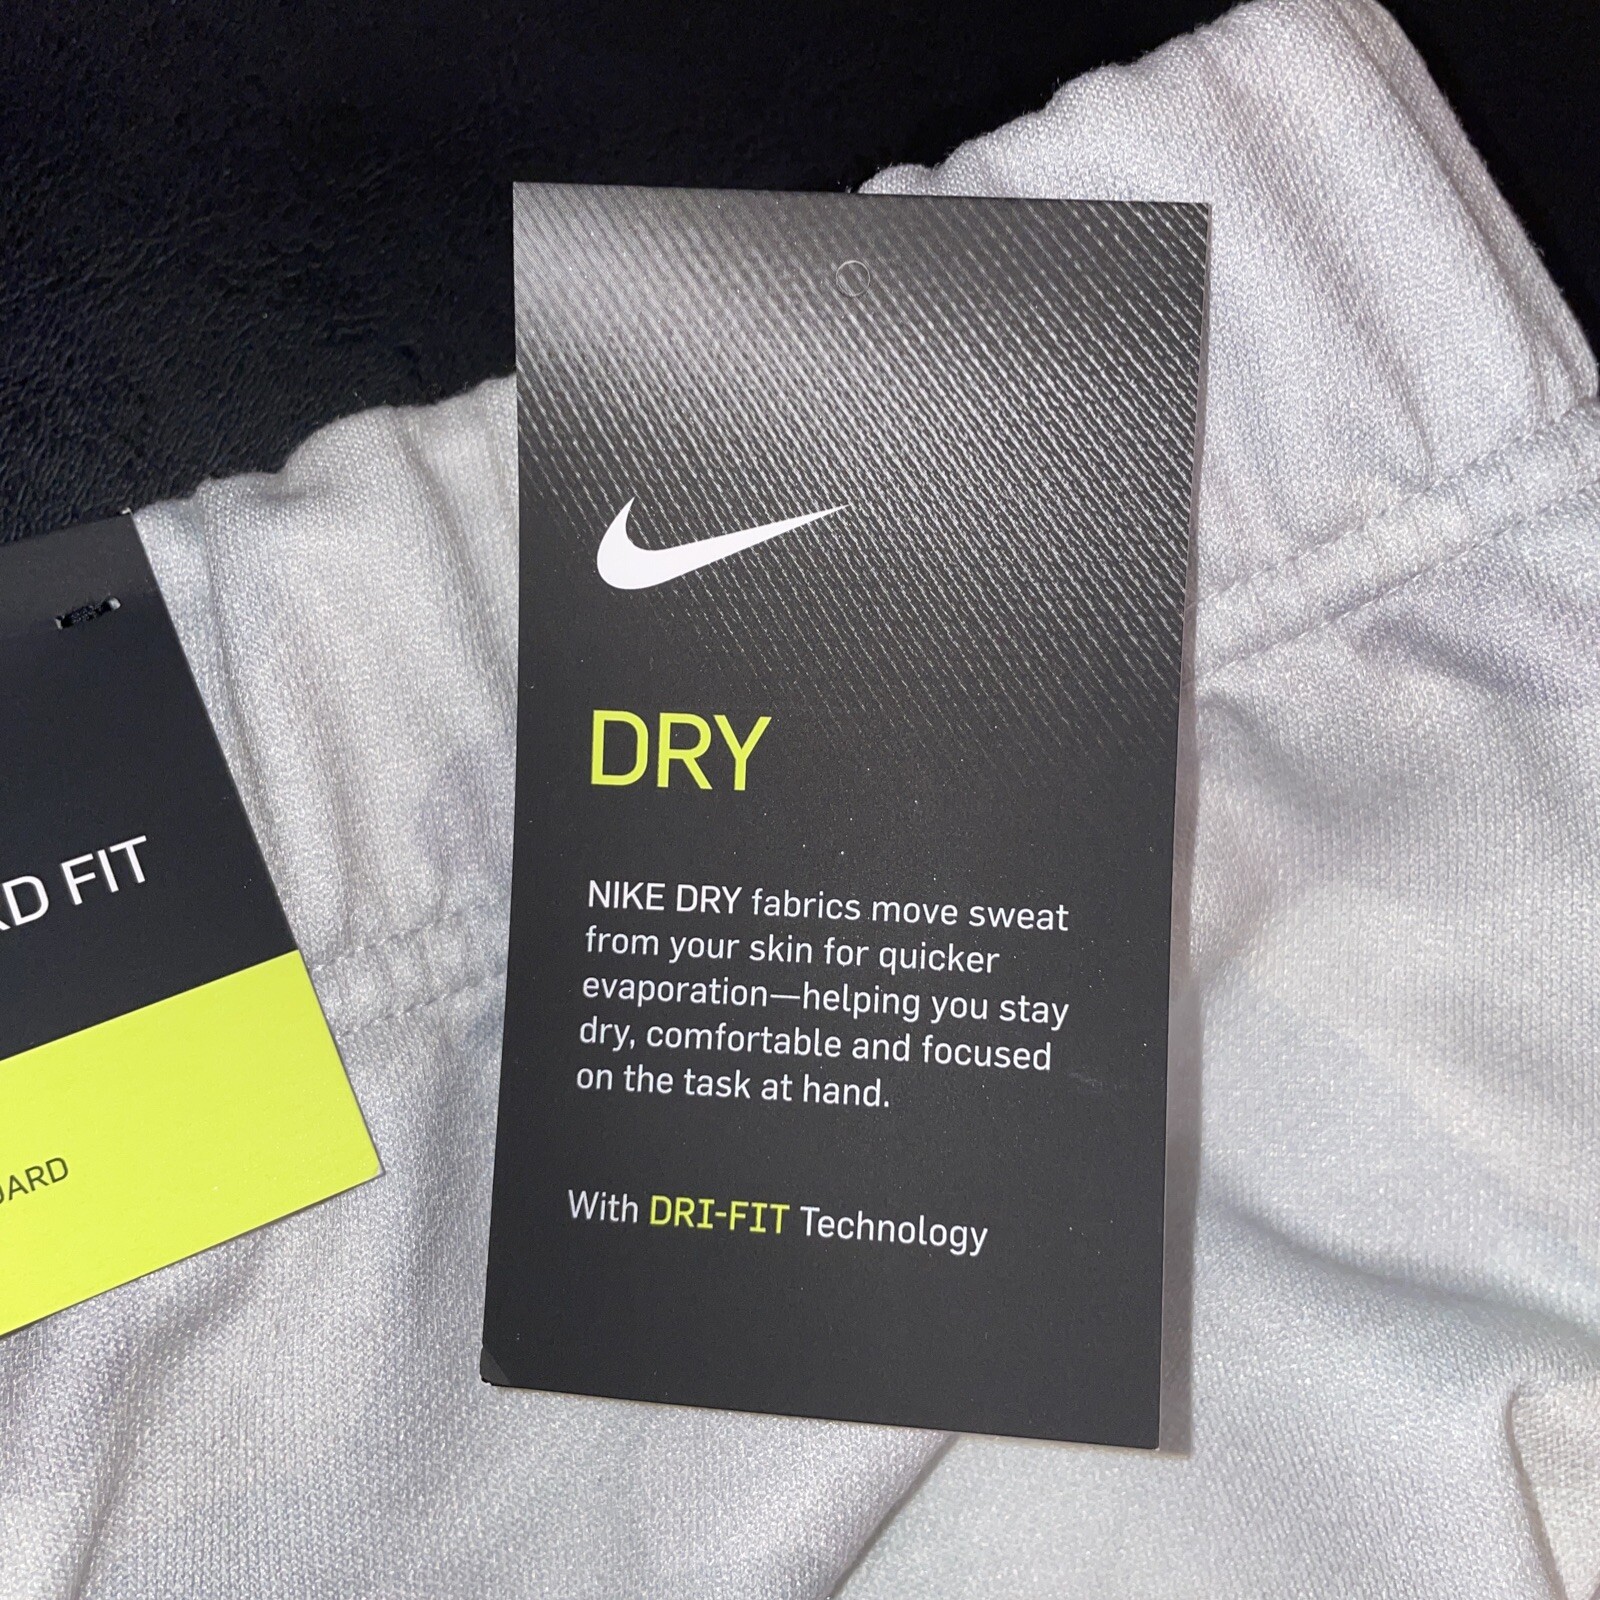 DRY
NIKE DRY fabrics move sweat
from your skin for quicker
evaporation—helping you stay
dry, comfortable and focused
on the task at hand.
With DRI-FIT Technology
FIT